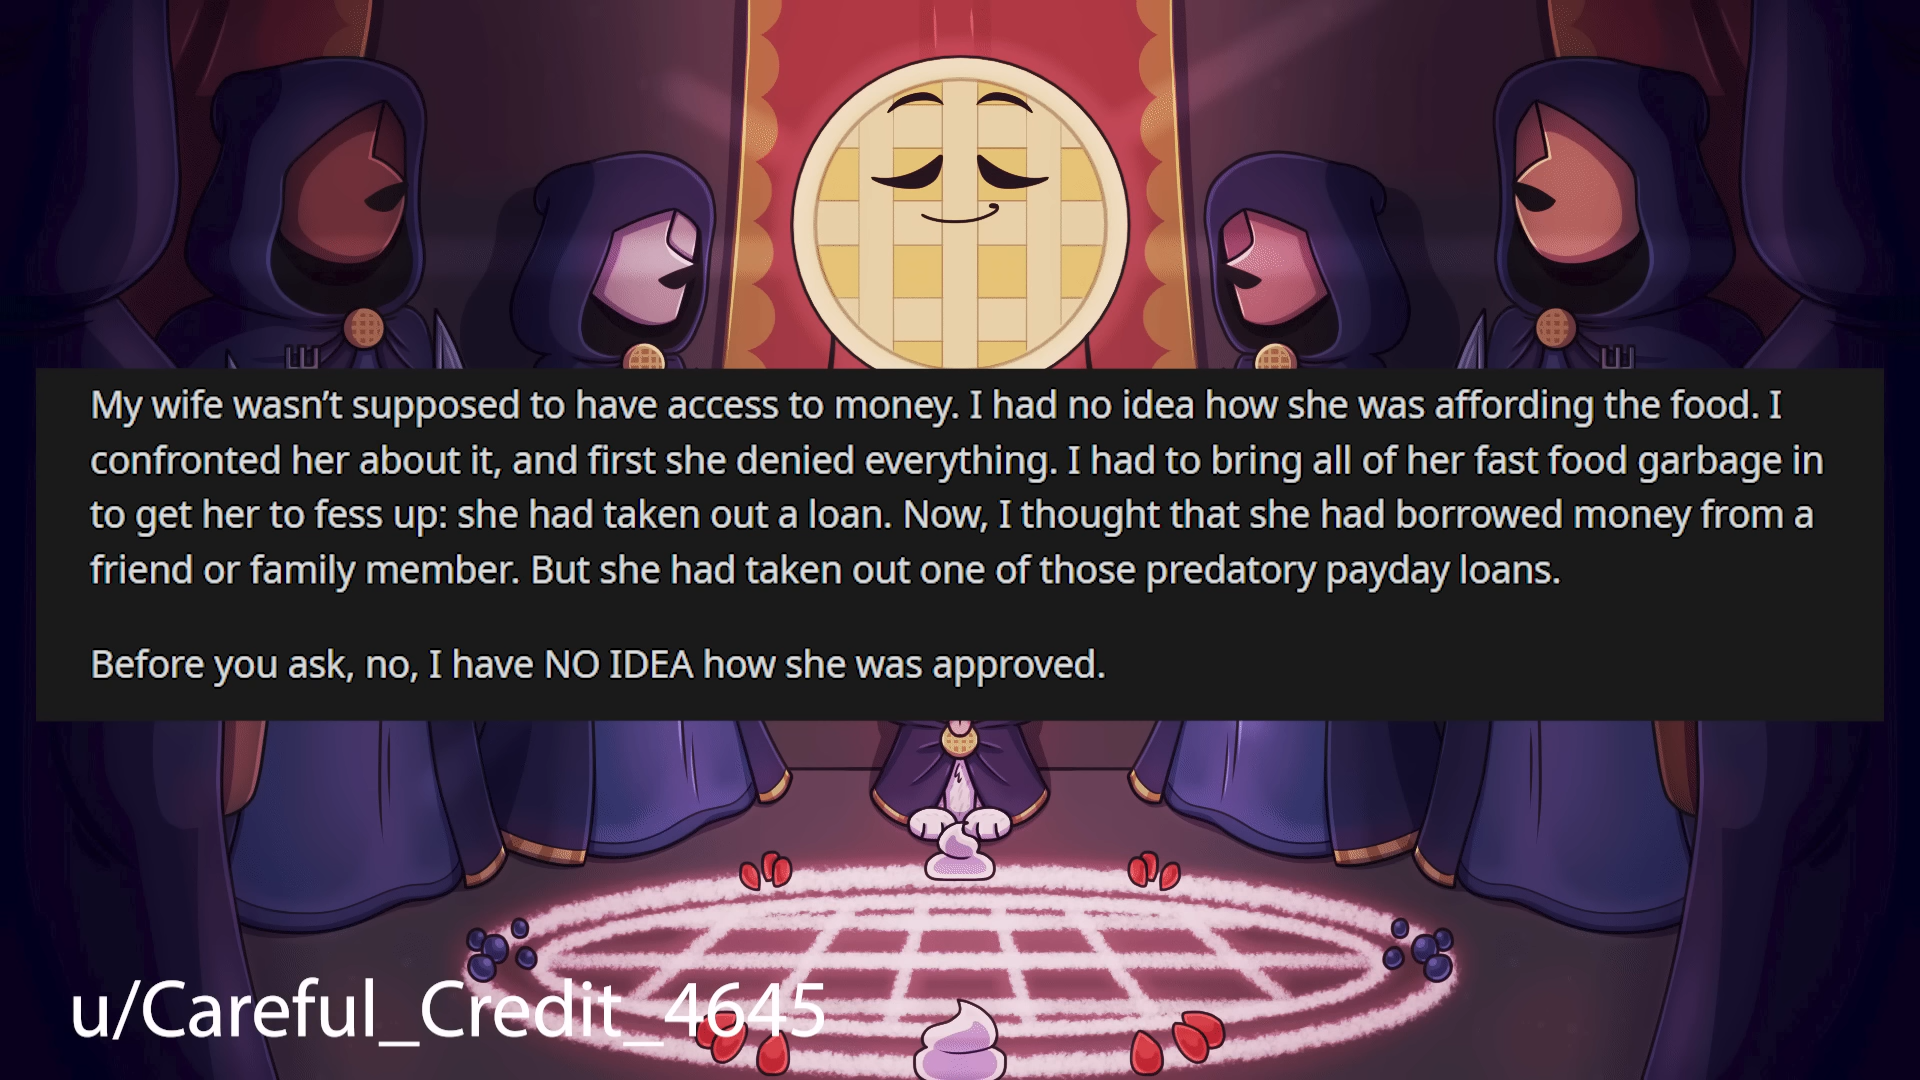 My wife wasn’t supposed to have access to money. I had no idea how she was affording the food. I
confronted her about it, and first she denied everything. I had to bring all of her fast food garbage in
to get her to fess up: she had taken out a loan. Now, I thought that she had borrowed money from a
friend or family member. But she had taken out one of those predatory payday loans.
Before you ask, no, I have NO IDEA how she was approved.
u/Careful_Credit_4645